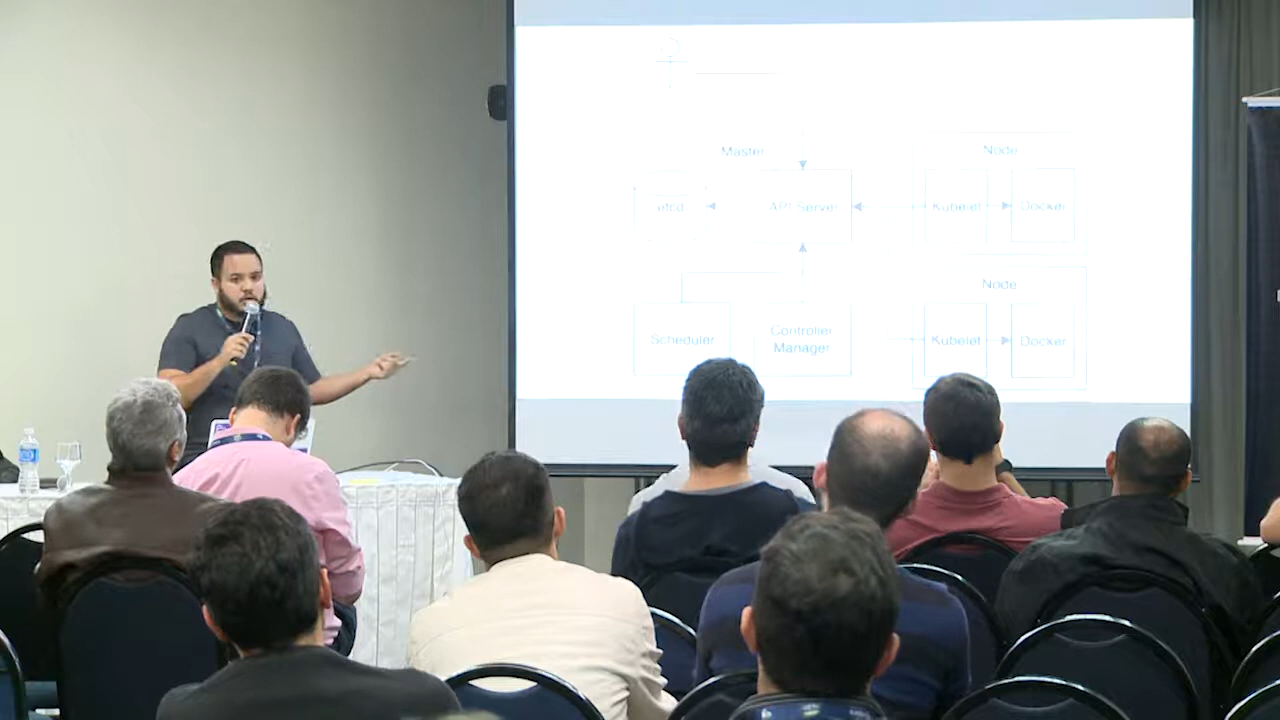 Master
Node
etcd
API Server
Kubelet
Docker
Node
Scheduler
Controller
Manager
Kubelet
Docker